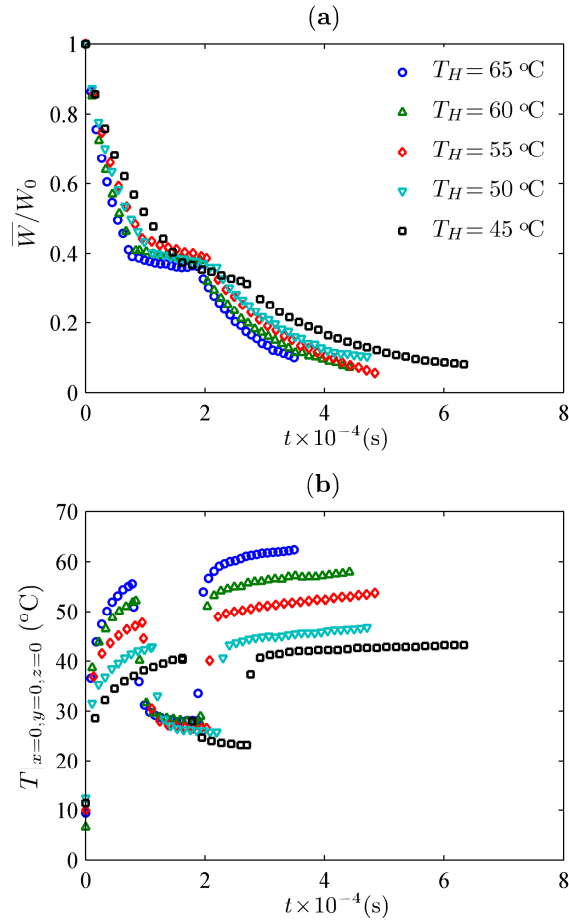 (a)
1
0.8
0.6
0.4
0.2
0
W̅/W₀
T_H = 65 °C
T_H = 60 °C
T_H = 55 °C
T_H = 50 °C
T_H = 45 °C
0 2 4 6 8
t×10⁻⁴(s)
(b)
70
60
50
40
30
20
10
0
T|x=0,y=0,z=0 (°C)
0 2 4 6 8
t×10⁻⁴(s)